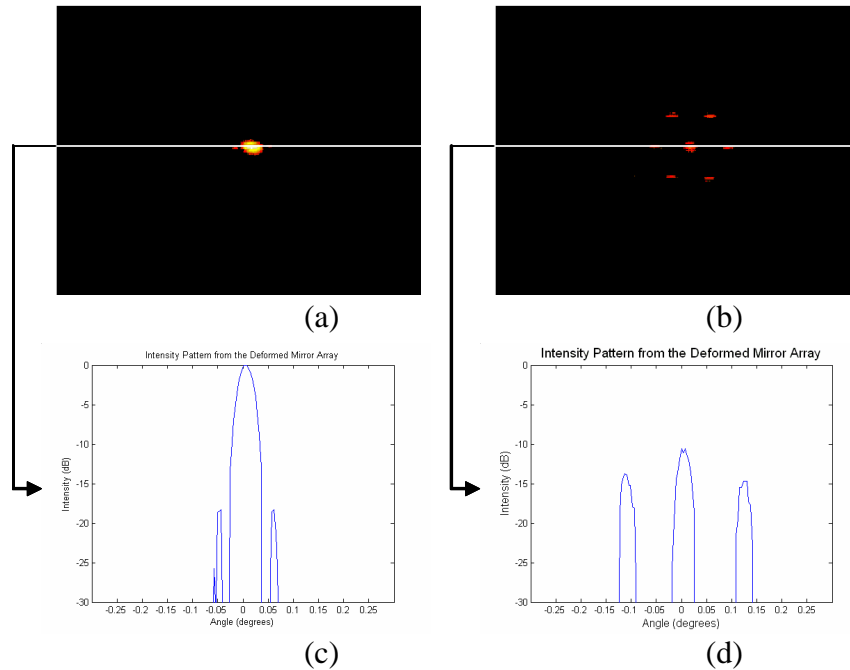 (a)
(b)
Intensity Pattern from the Deformed Mirror Array
0
-5
-10
-15
-20
-25
-30
Intensity (dB)
-0.25 -0.2 -0.15 -0.1 -0.05 0 0.05 0.1 0.15 0.2 0.25
Angle (degrees)
(c)
Intensity Pattern from the Deformed Mirror Array
0
-5
-10
-15
-20
-25
-30
Intensity (dB)
-0.25 -0.2 -0.15 -0.1 -0.05 0 0.05 0.1 0.15 0.2 0.25
Angle (degrees)
(d)